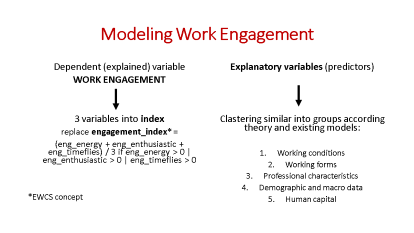 Modeling Work Engagement
Dependent (explained) variable
WORK ENGAGEMENT
3 variables into index
replace engagement_index* =
(eng_energy + eng_enthusiastic +
eng_timeflies) / 3 if eng_energy > 0 |
eng_enthusiastic > 0 | eng_timeflies > 0
*EWCS concept
Explanatory variables (predictors)
Clastering similar into groups according
theory and existing models:
1. Working conditions
2. Working forms
3. Professional characteristics
4. Demographic and macro data
5. Human capital